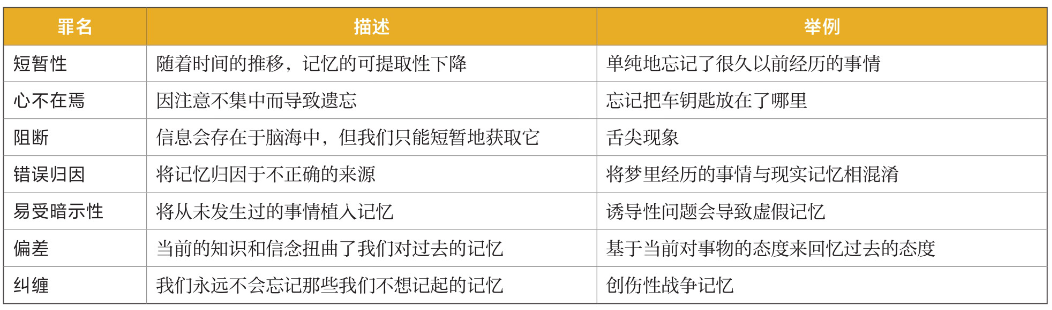 罪名 描述 举例
短暂性 随着时间的推移，记忆的可提取性下降 单纯地忘记了很久以前经历的事情
心不在焉 因注意不集中而导致遗忘 忘记把车钥匙放在了哪里
阻断 信息会存在于脑海中，但我们只能短暂地获取它 舌尖现象
错误归因 将记忆归因于不正确的来源 将梦里经历的事情与现实记忆相混淆
易受暗示性 将从未发生过的事情植入记忆 诱导性问题会导致虚假记忆
偏差 当前的知识和信念扭曲了我们对过去的记忆 基于当前对事物的态度来回忆过去的态度
纠缠 我们永远不会忘记那些我们不想记起的记忆 创伤性战争记忆